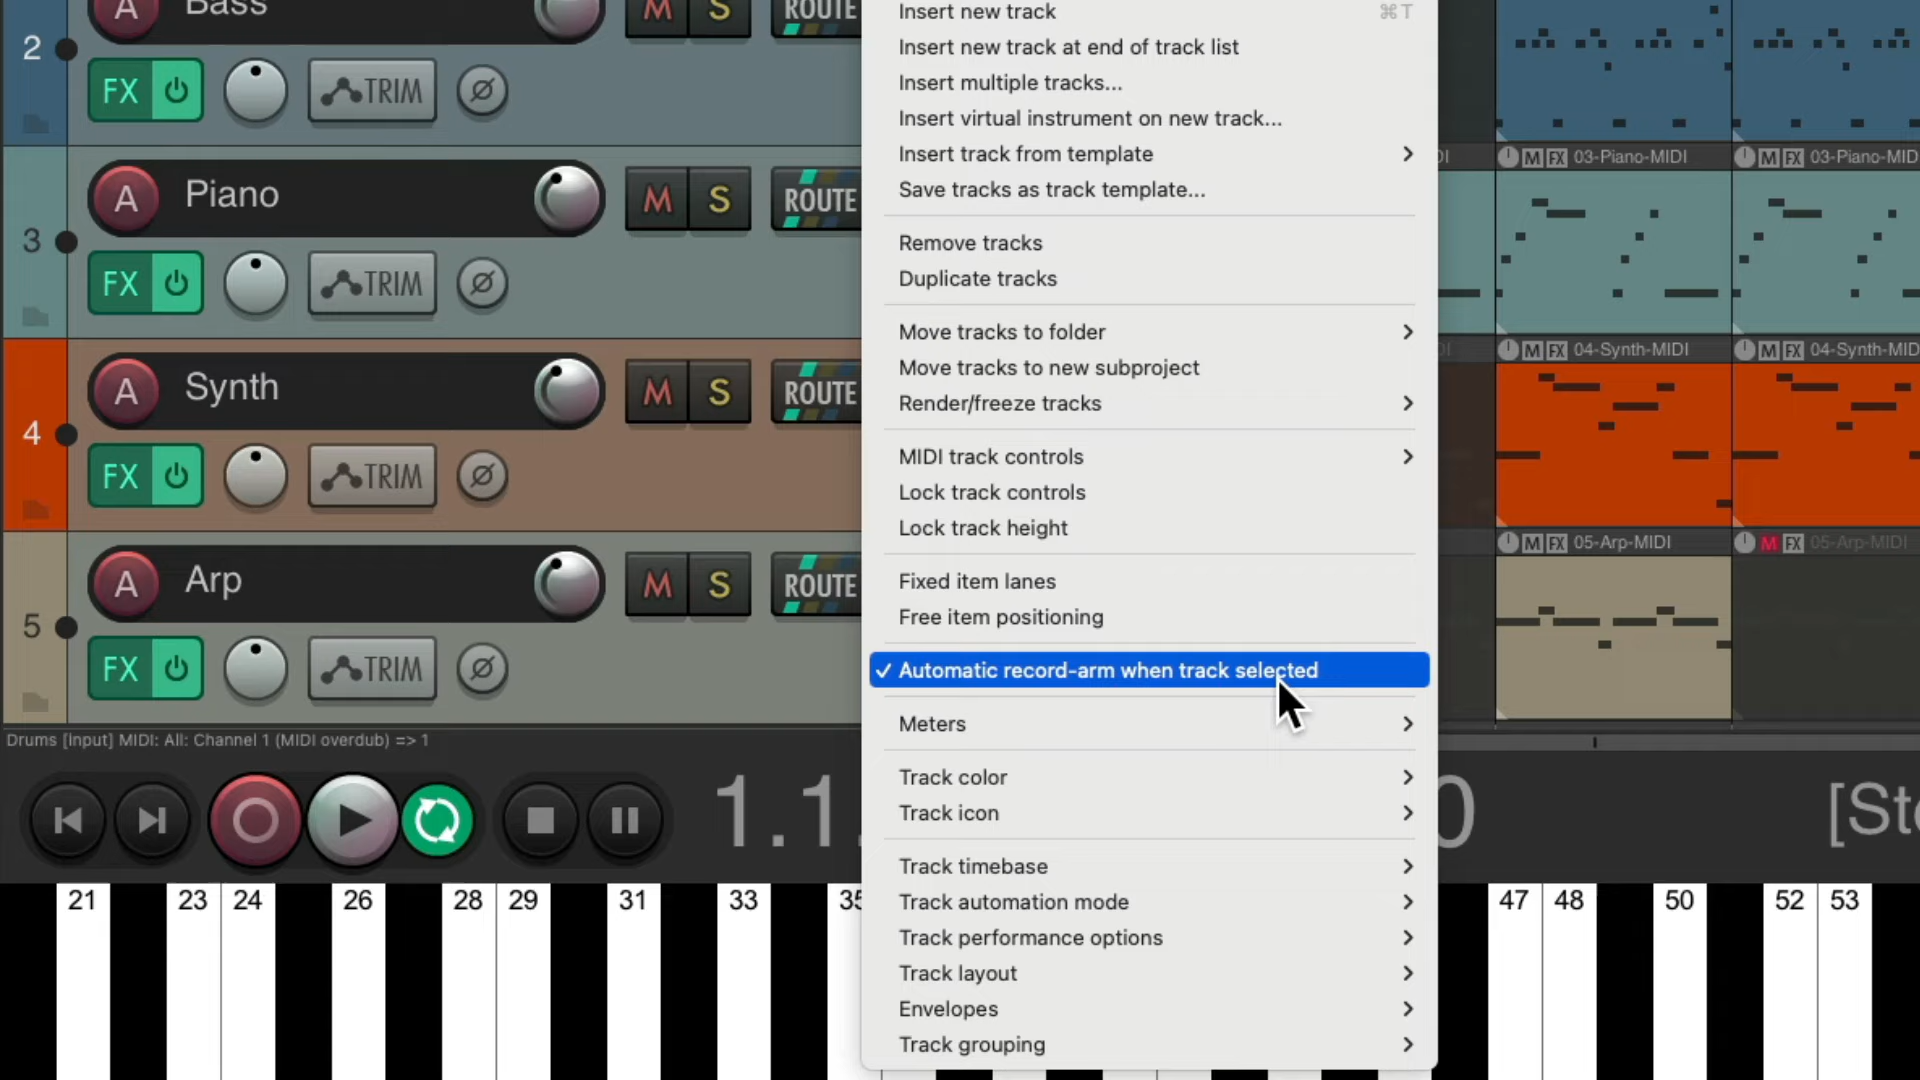 Bass
M S ROUTE
2
FX TRIM
A Piano M S ROUTE
3
FX TRIM
A Synth M S ROUTE
4
FX TRIM
A Arp M S ROUTE
5
FX TRIM
Insert new track ⌘T
Insert new track at end of track list
Insert multiple tracks...
Insert virtual instrument on new track...
Insert track from template
Save tracks as track template...
Remove tracks
Duplicate tracks
Move tracks to folder
Move tracks to new subproject
Render/freeze tracks
MIDI track controls
Lock track controls
Lock track height
Fixed item lanes
Free item positioning
✓ Automatic record-arm when track selected
Meters
Track color
Track icon
Track timebase
Track automation mode
Track performance options
Track layout
Envelopes
Track grouping
M FX 03-Piano-MIDI M FX 03-Piano-MID
M FX 04-Synth-MIDI M FX 04-Synth-MID
M FX 05-Arp-MIDI M FX 05-Arp-MIDI
Drums [Input] MIDI: All: Channel 1 (MIDI overdub) => 1
1.1. 0 [Sto
21 23 24 26 28 29 31 33 35 47 48 50 52 53